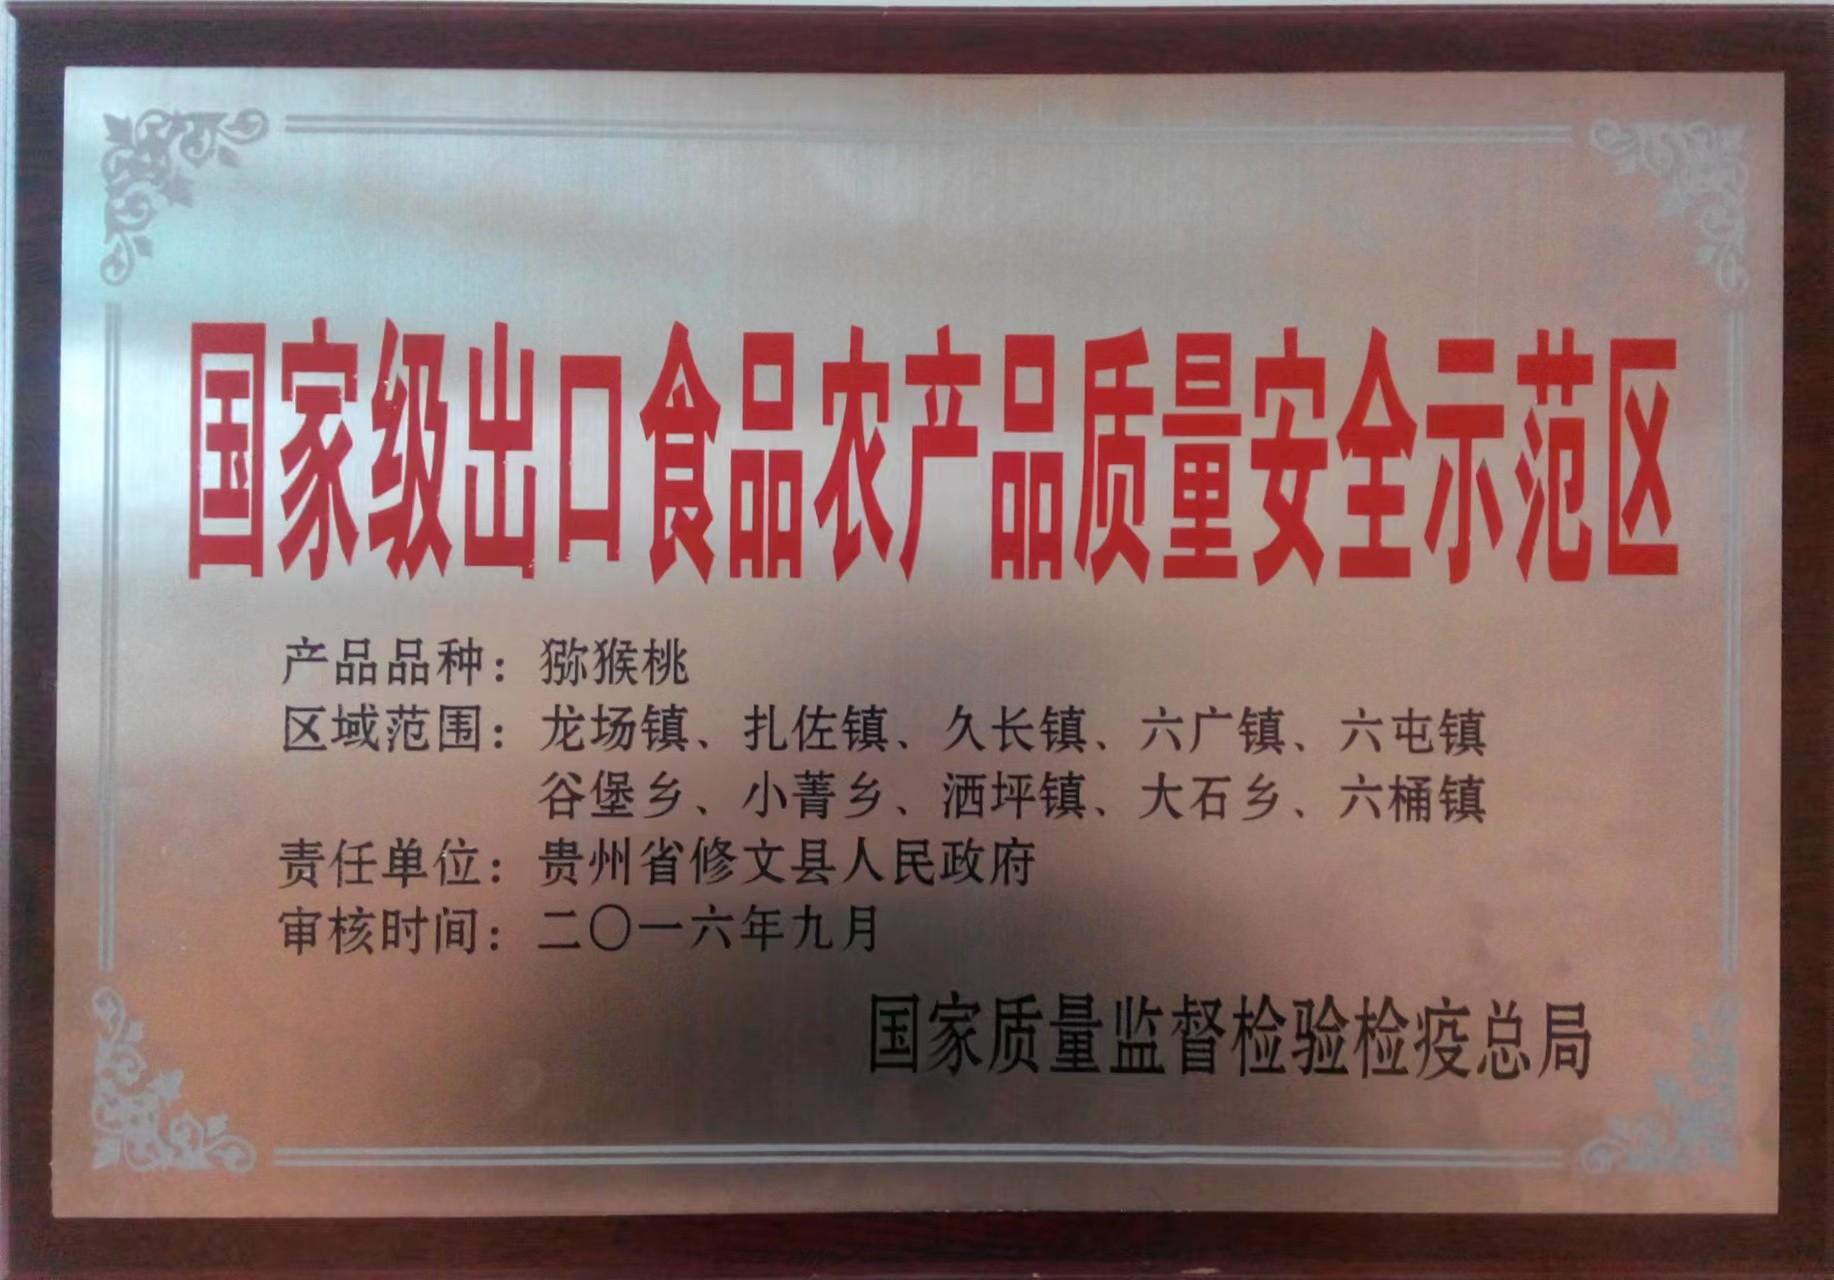 国家级出口食品农产品质量安全示范区
产品品种：猕猴桃
区域范围：龙场镇、扎佐镇、久长镇、六广镇、六屯镇
谷堡乡、小菁乡、洒坪镇、大石乡、六桶镇
责任单位：贵州省修文县人民政府
审核时间：二〇一六年九月
国家质量监督检验检疫总局